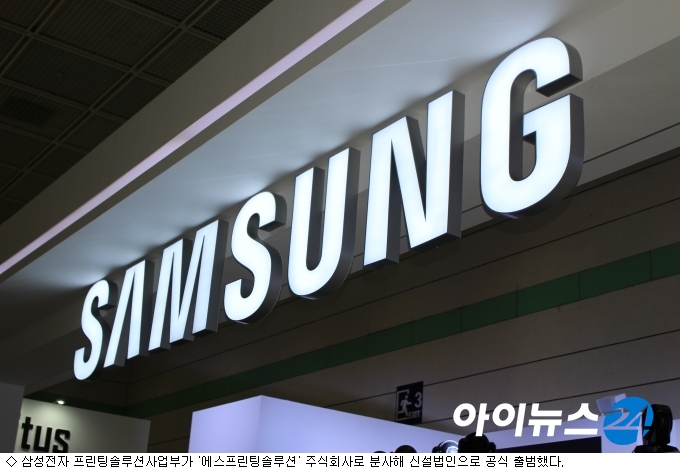 SAMSUNG
tus
3
EXIT
아이뉴스24
◇ 삼성전자 프린팅솔루션사업부가 '에스프린팅솔루션' 주식회사로 분사해 신설법인으로 공식 출범했다.